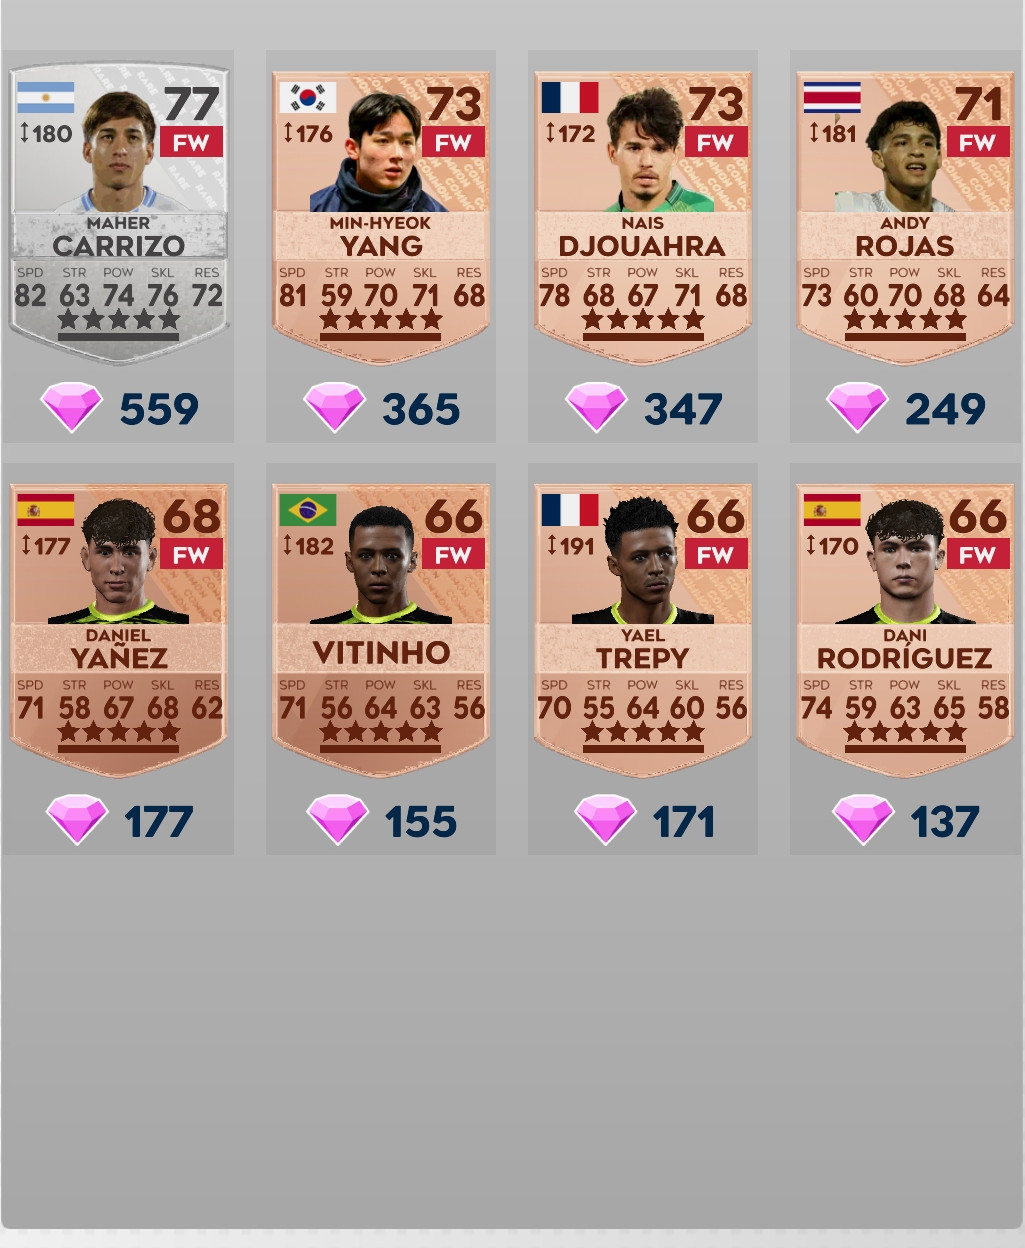 77
↕180
FW
MAHER
CARRIZO
SPD STR POW SKL RES
82 63 74 76 72
559
73
↕176
FW
MIN-HYEOK
YANG
SPD STR POW SKL RES
81 59 70 71 68
365
73
↕172
FW
NAIS
DJOUAHRA
SPD STR POW SKL RES
78 68 67 71 68
347
71
↕181
FW
ANDY
ROJAS
SPD STR POW SKL RES
73 60 70 68 64
249
68
↕177
FW
DANIEL
YAÑEZ
SPD STR POW SKL RES
71 58 67 68 62
177
66
↕182
FW
VITINHO
SPD STR POW SKL RES
71 56 64 63 56
155
66
↕191
FW
YAEL
TREPY
SPD STR POW SKL RES
70 55 64 60 56
171
66
↕170
FW
DANI
RODRÍGUEZ
SPD STR POW SKL RES
74 59 63 65 58
137